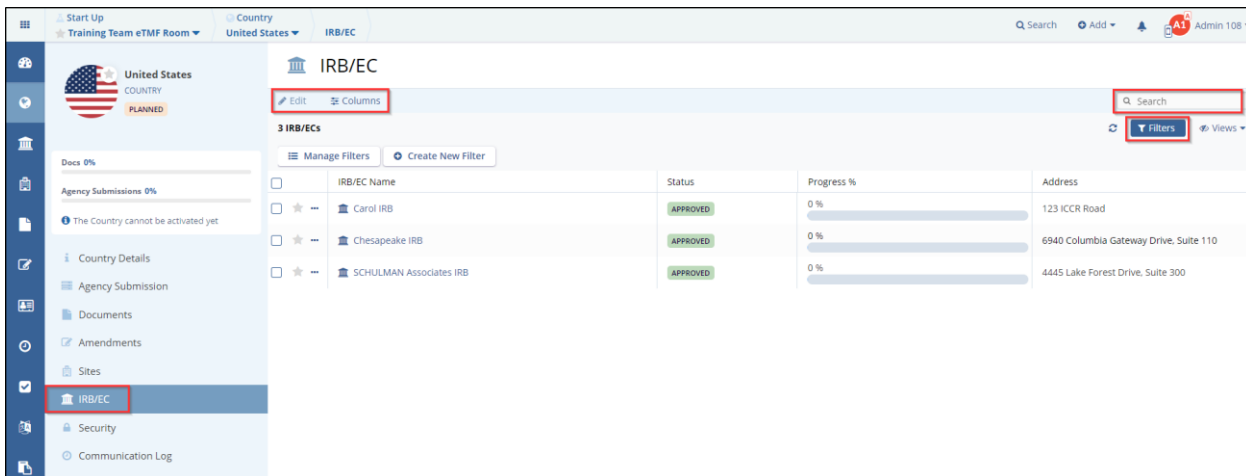 Start Up
Training Team eTMF Room
Country
United States
IRB/EC
Search
Add
A
A1
Admin 108
United States
COUNTRY
PLANNED
Docs 0%
Agency Submissions 0%
The Country cannot be activated yet
Country Details
Agency Submission
Documents
Amendments
Sites
IRB/EC
Security
Communication Log
IRB/EC
Edit Columns
Search
3 IRB/ECs
Filters Views
Manage Filters Create New Filter
IRB/EC Name Status Progress % Address
Carol IRB APPROVED 0 % 123 ICCR Road
Chesapeake IRB APPROVED 0 % 6940 Columbia Gateway Drive, Suite 110
SCHULMAN Associates IRB APPROVED 0 % 4445 Lake Forest Drive, Suite 300